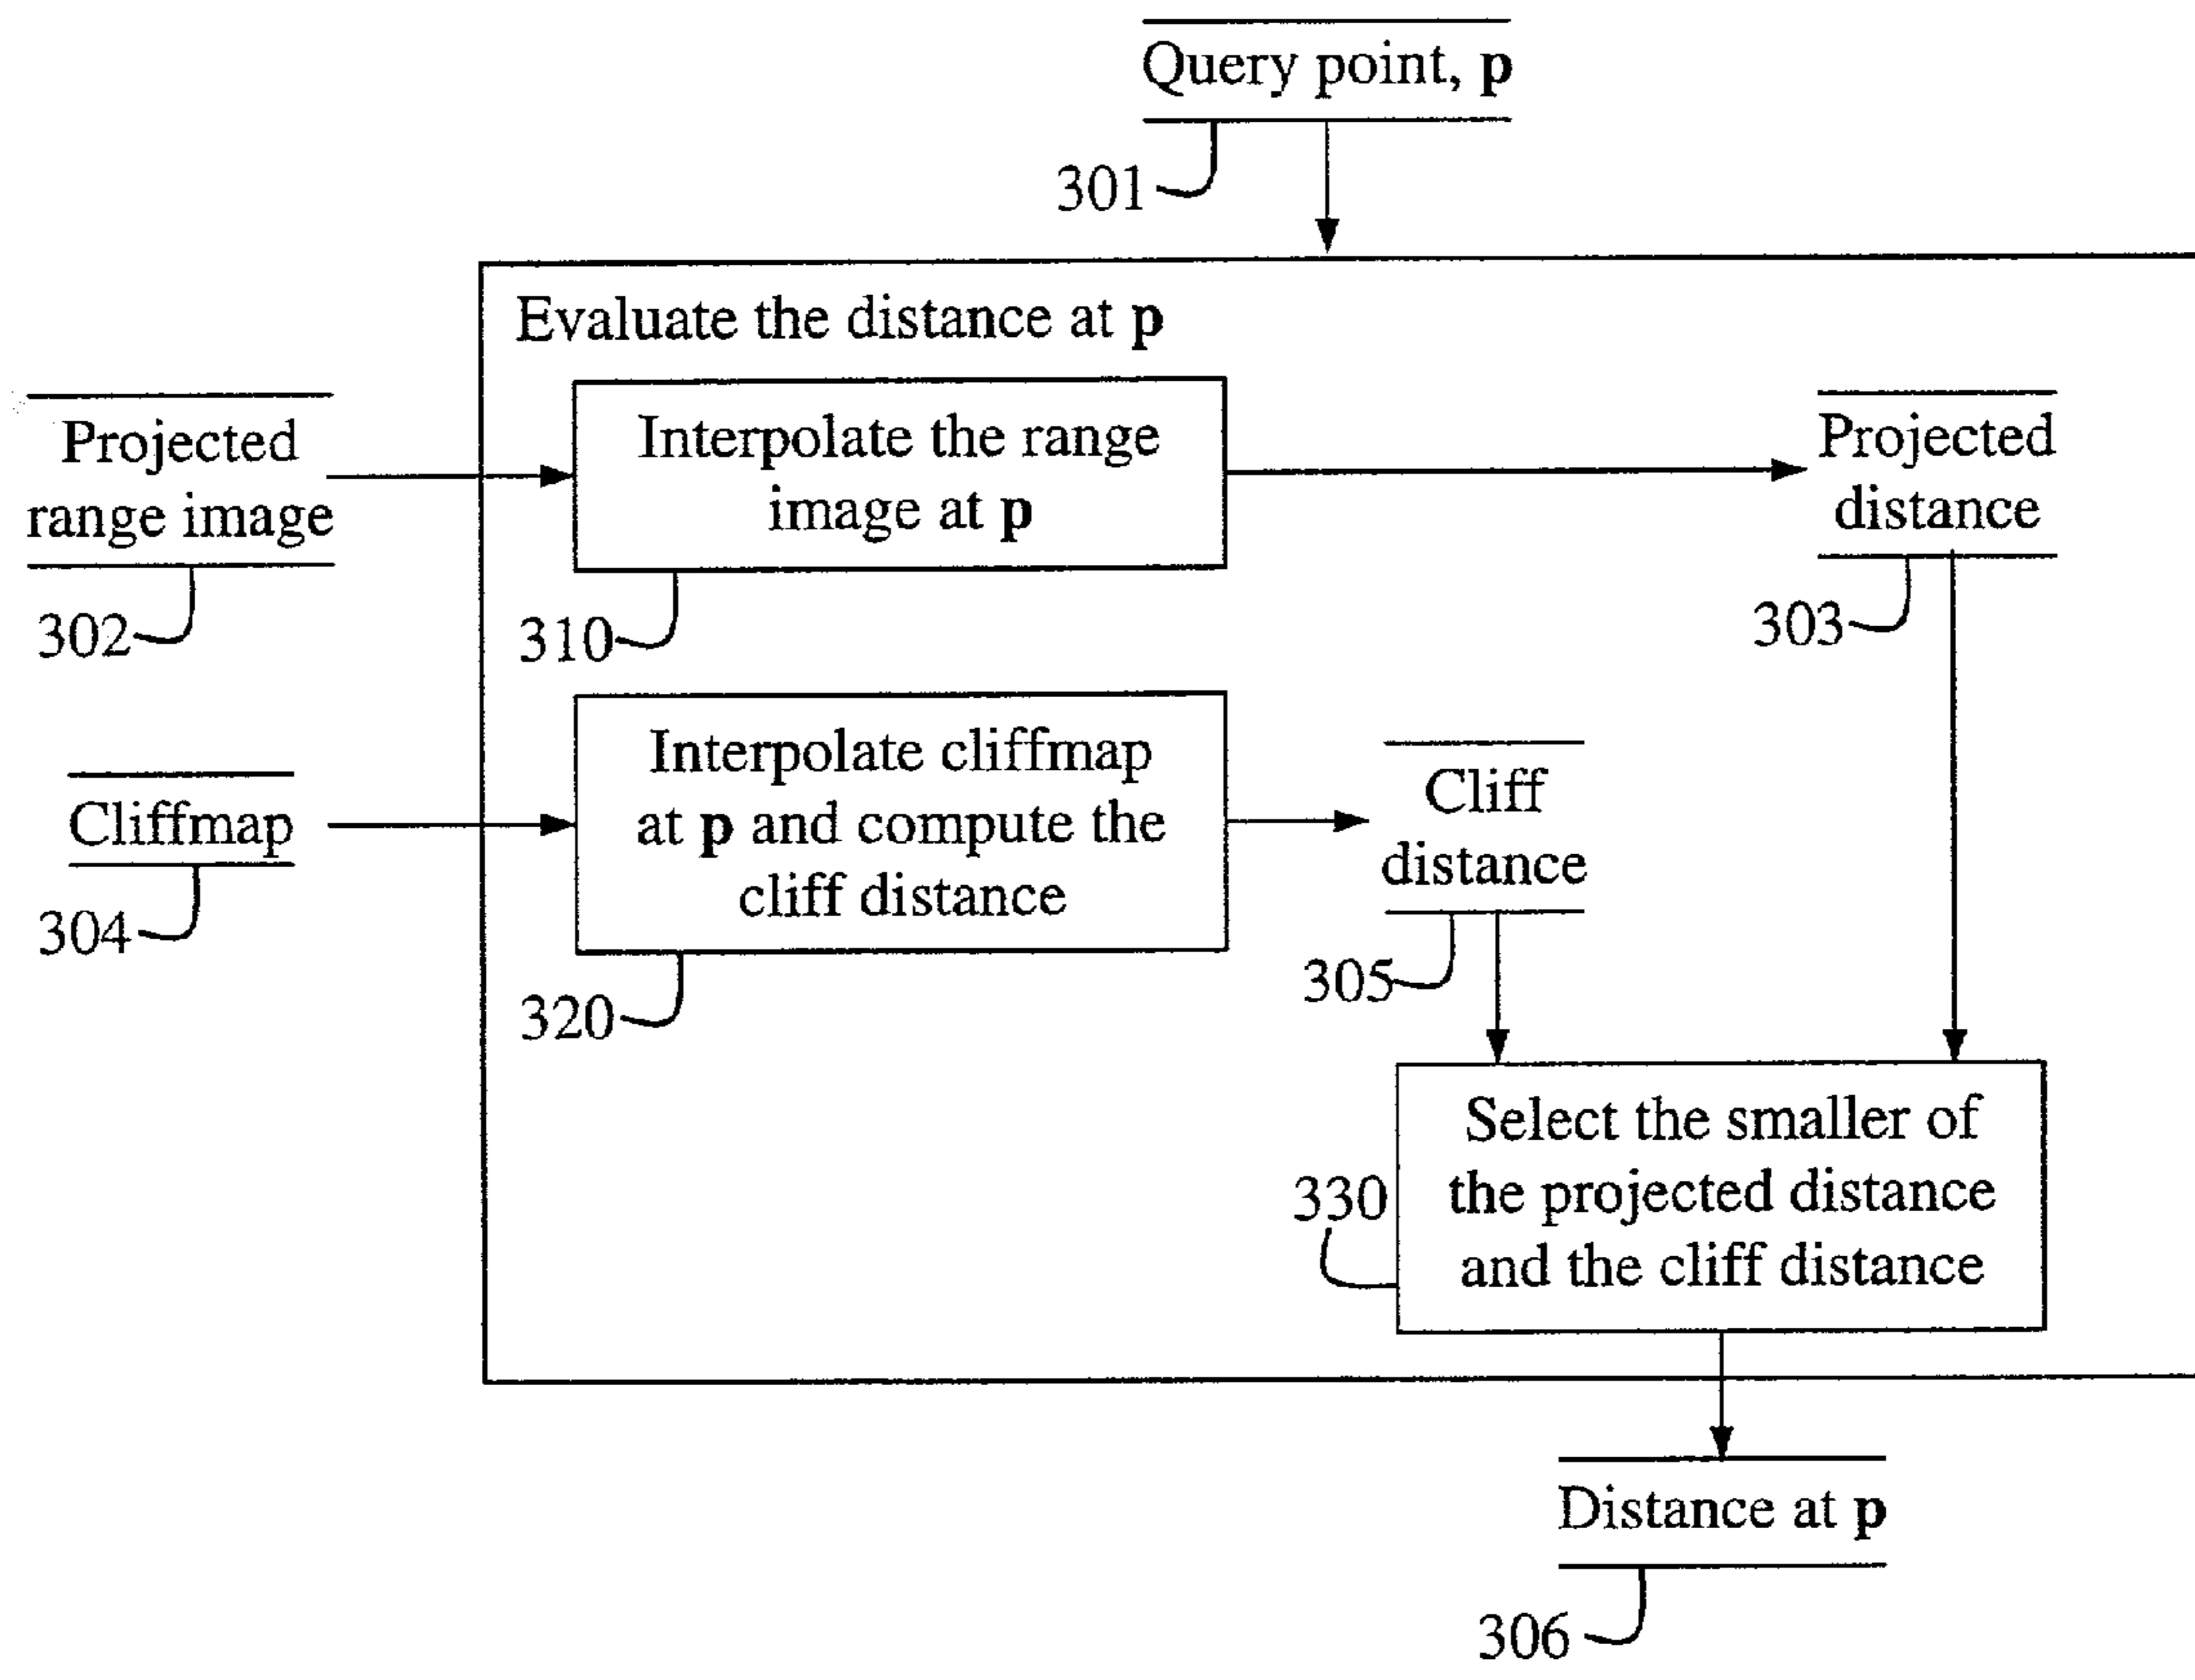 Query point, p
301
Evaluate the distance at p
Projected
range image
302
Interpolate the range
image at p
310
Projected
distance
303
Cliffmap
304
Interpolate cliffmap
at p and compute the
cliff distance
320
Cliff
distance
305
Select the smaller of
the projected distance
and the cliff distance
330
Distance at p
306